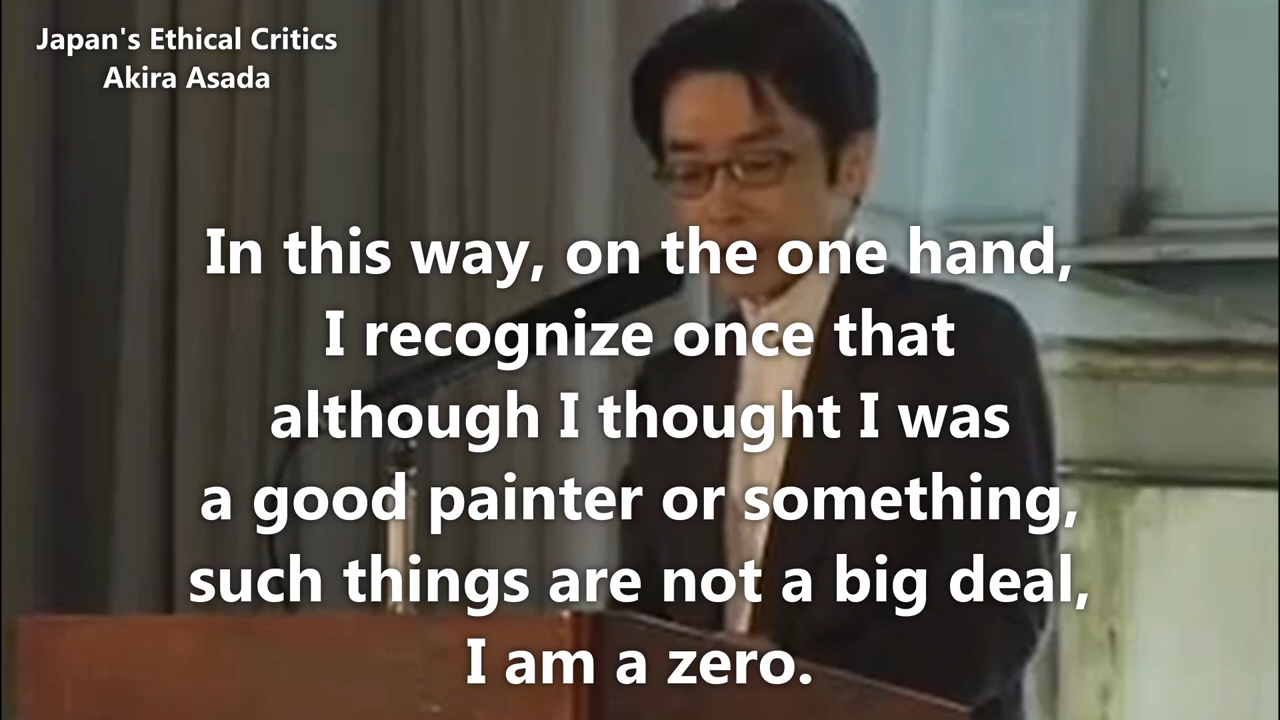 Japan's Ethical Critics
Akira Asada
In this way, on the one hand,
I recognize once that
although I thought I was
a good painter or something,
such things are not a big deal,
I am a zero.